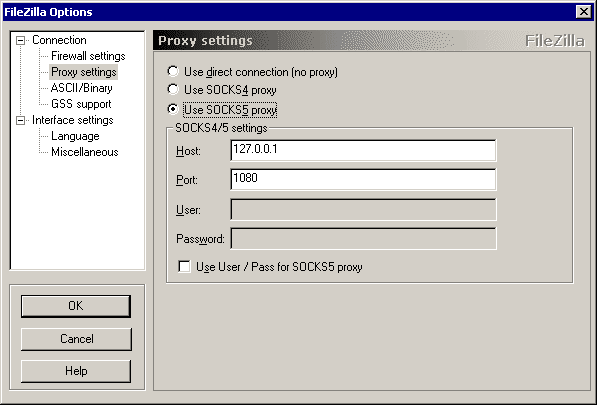 FileZilla Options
Connection
Firewall settings
Proxy settings
ASCII/Binary
GSS support
Interface settings
Language
Miscellaneous
OK
Cancel
Help
Proxy settings
FileZilla
Use direct connection (no proxy)
Use SOCKS4 proxy
Use SOCKS5 proxy
SOCKS4/5 settings
Host: 127.0.0.1
Port: 1080
User:
Password:
Use User / Pass for SOCKS5 proxy